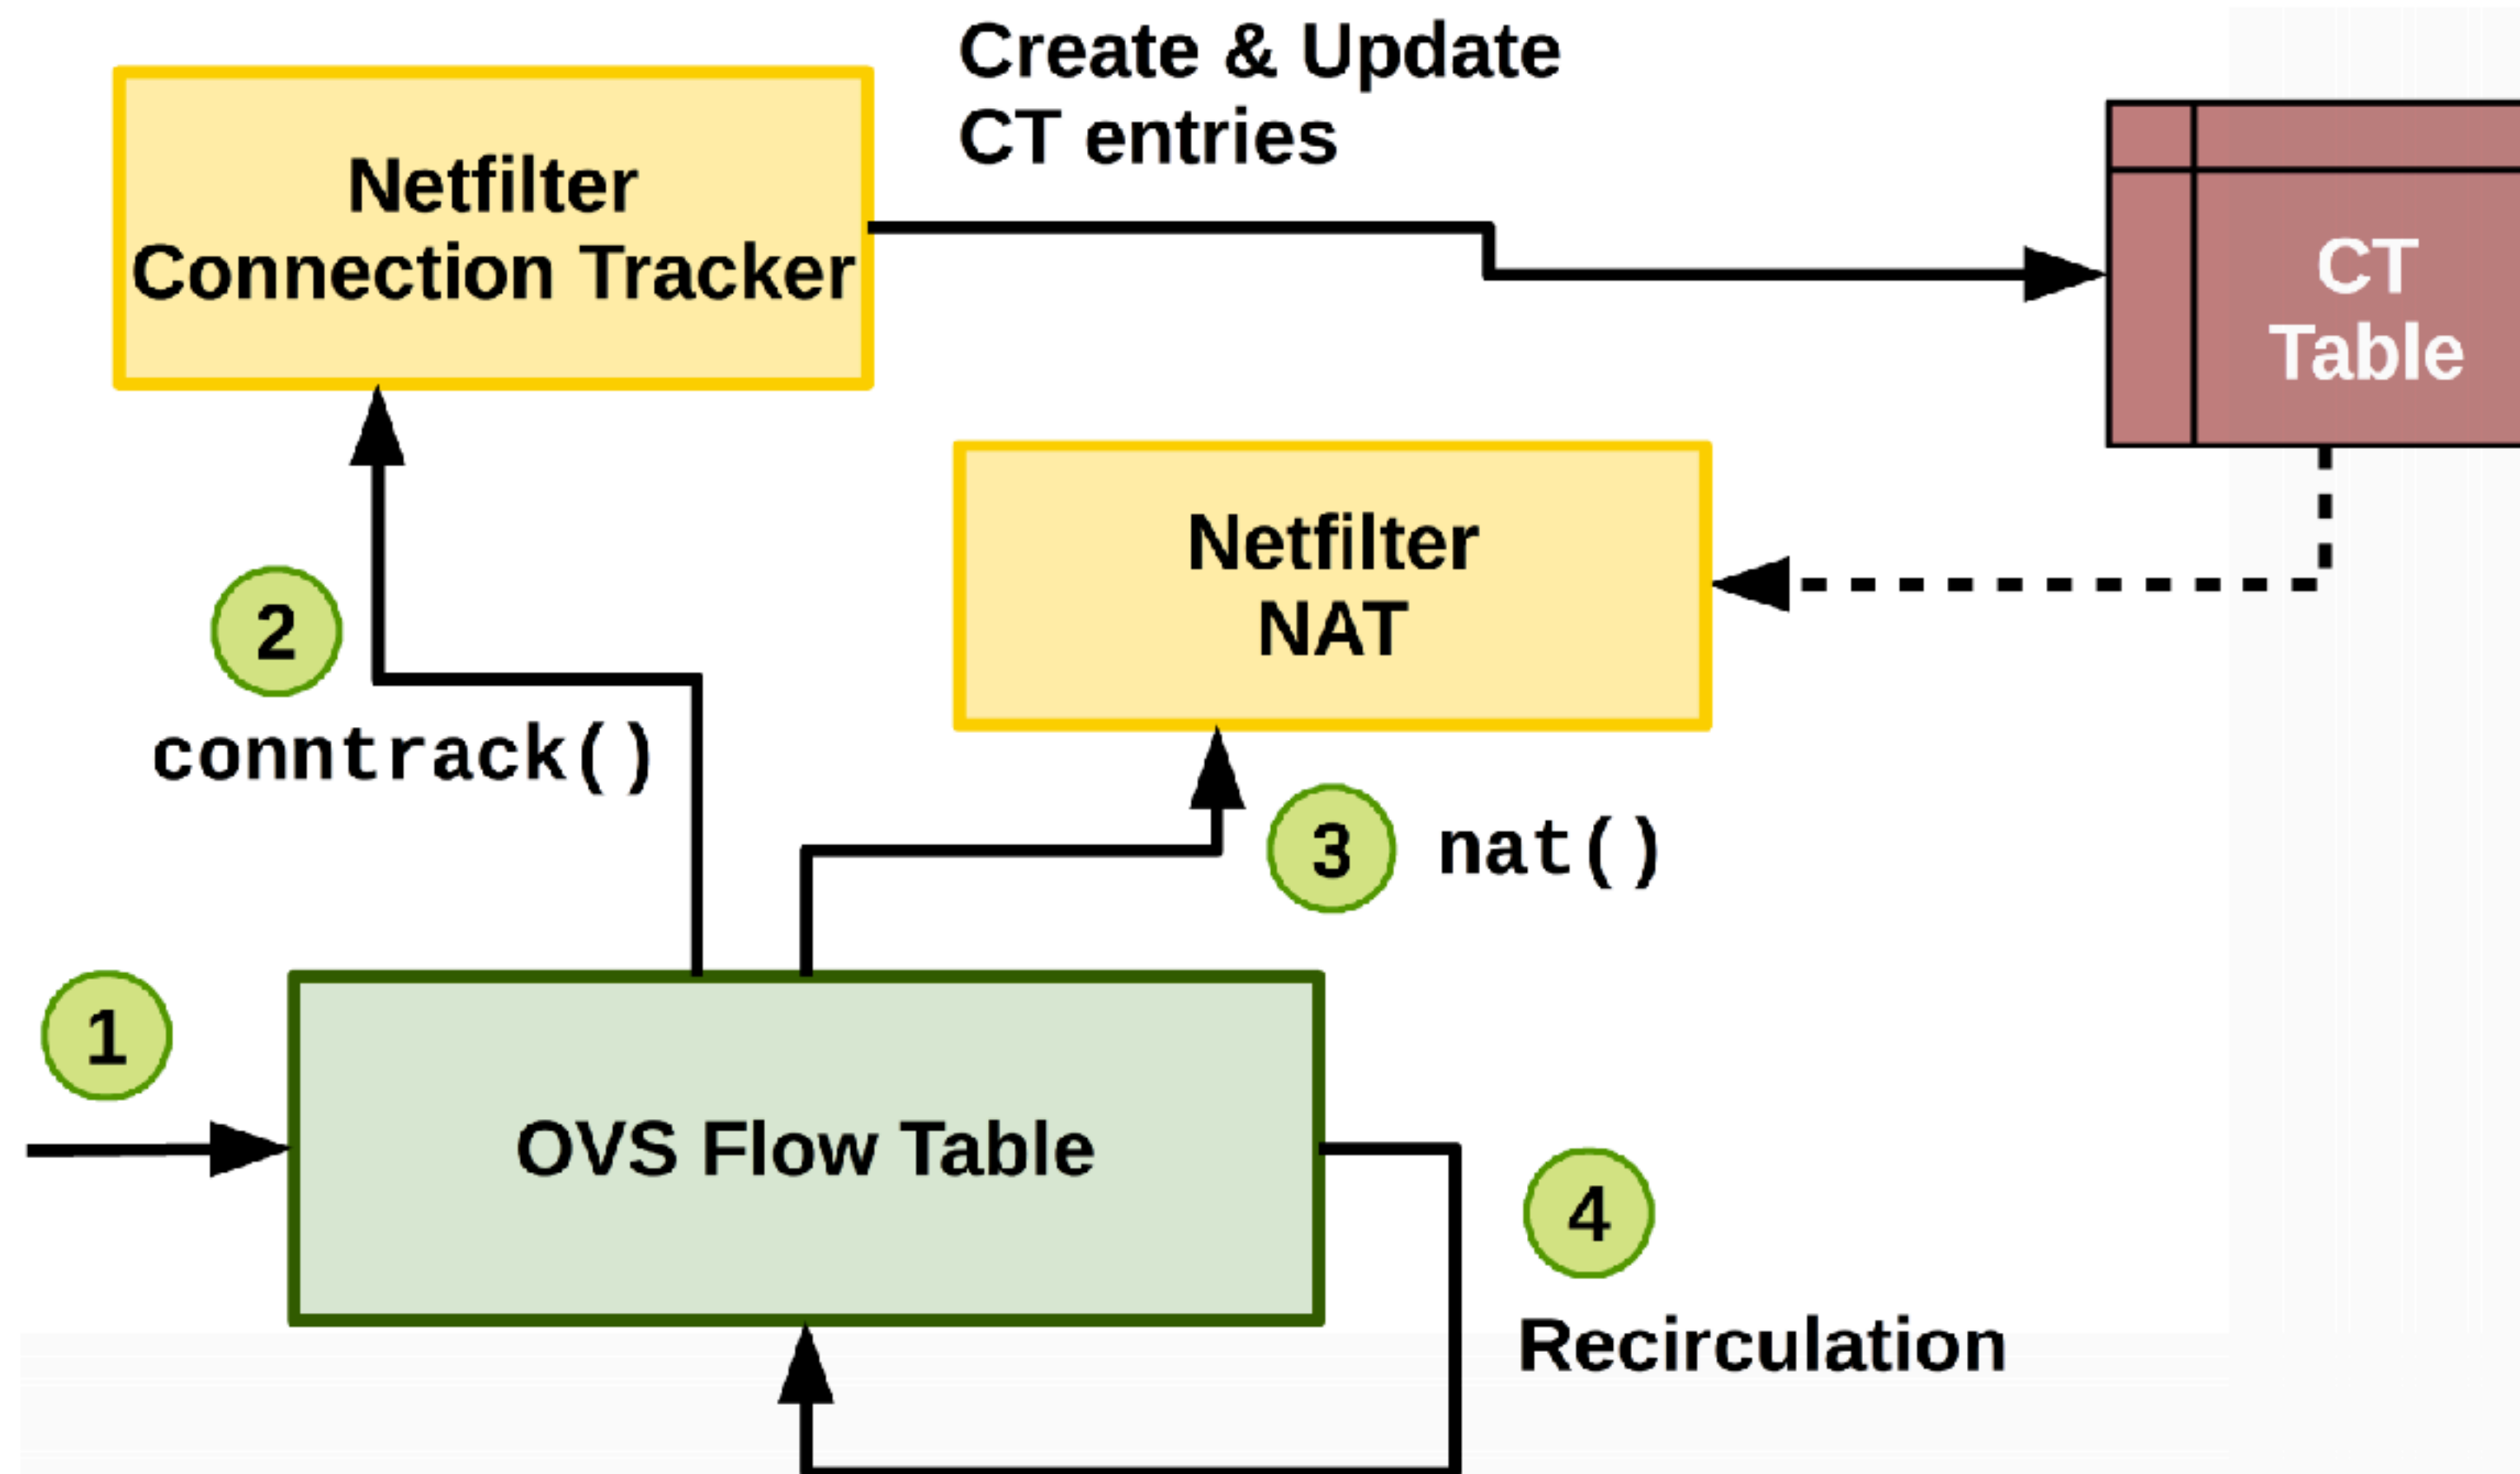 Create & Update
CT entries
Netfilter
Connection Tracker
CT
Table
Netfilter
NAT
2
conntrack()
3 nat()
1
OVS Flow Table
4
Recirculation